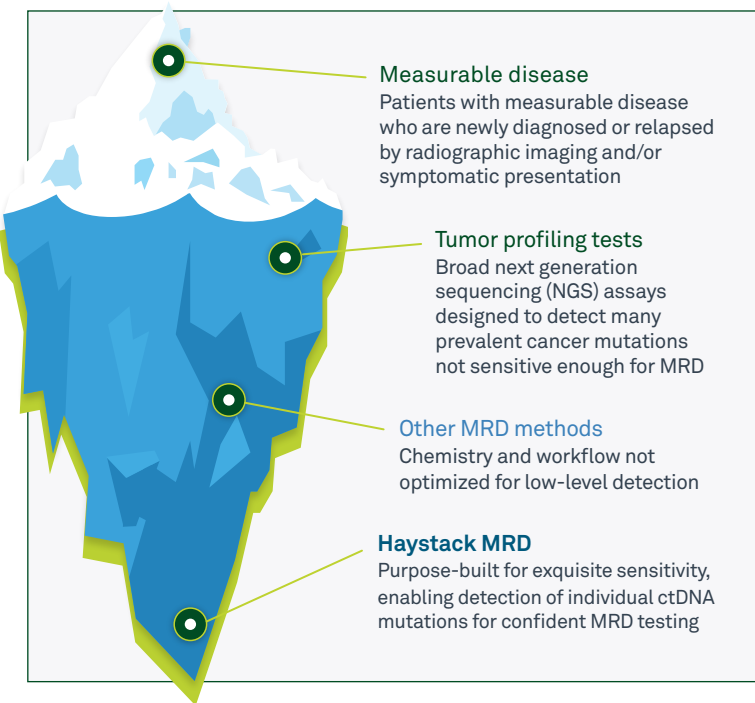 Measurable disease
Patients with measurable disease
who are newly diagnosed or relapsed
by radiographic imaging and/or
symptomatic presentation
Tumor profiling tests
Broad next generation
sequencing (NGS) assays
designed to detect many
prevalent cancer mutations
not sensitive enough for MRD
Other MRD methods
Chemistry and workflow not
optimized for low-level detection
Haystack MRD
Purpose-built for exquisite sensitivity,
enabling detection of individual ctDNA
mutations for confident MRD testing